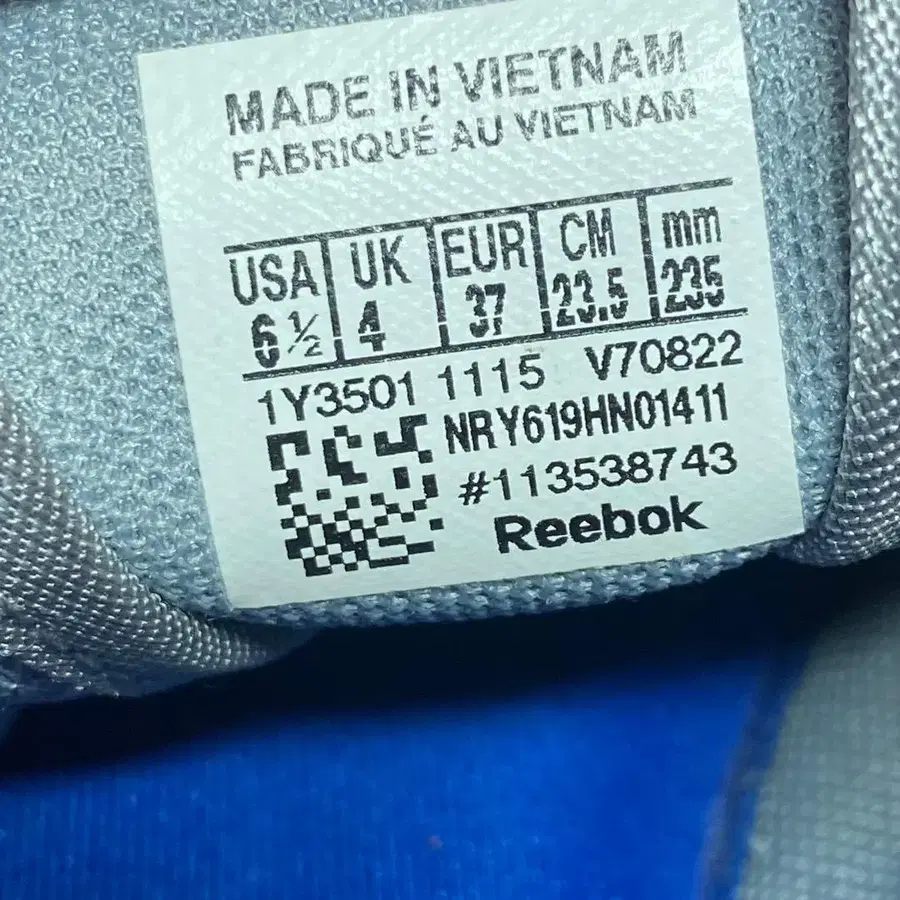 MADE IN VIETNAM
FABRIQUÉ AU VIETNAM
USA UK EUR CM mm
6 ½ 4 37 23.5 235
1Y3501 1115 V70822
NRY619HN01411
#113538743
Reebok